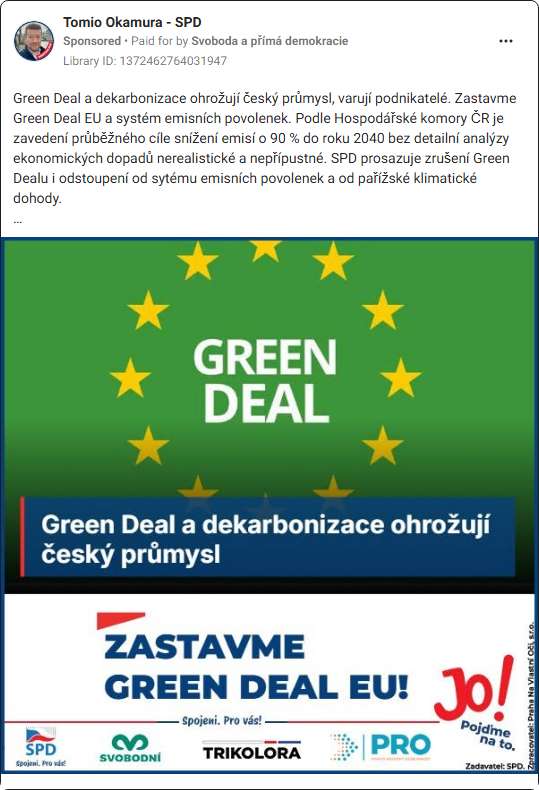 Tomio Okamura - SPD
Sponsored • Paid for by Svoboda a přímá demokracie
Library ID: 1372462764031947
Green Deal a dekarbonizace ohrožují český průmysl, varují podnikatelé. Zastavme
Green Deal EU a systém emisních povolenek. Podle Hospodářské komory ČR je
zavedení průběžného cíle snížení emisí o 90 % do roku 2040 bez detailní analýzy
ekonomických dopadů nerealistické a nepřípustné. SPD prosazuje zrušení Green
Dealu i odstoupení od sytému emisních povolenek a od pařížské klimatické
dohody.
...
GREEN
DEAL
Green Deal a dekarbonizace ohrožují
český průmysl
ZASTAVME
GREEN DEAL EU!
Spojeni. Pro vás!
Jo!
Pojďme
na to.
SPD
Spojeni. Pro vás!
SVOBODNÍ
TRIKOLORA
PRO
Zadavatel: SPD.
Zpracovatel: Praha Na Vlastní Oči, s.r.o.